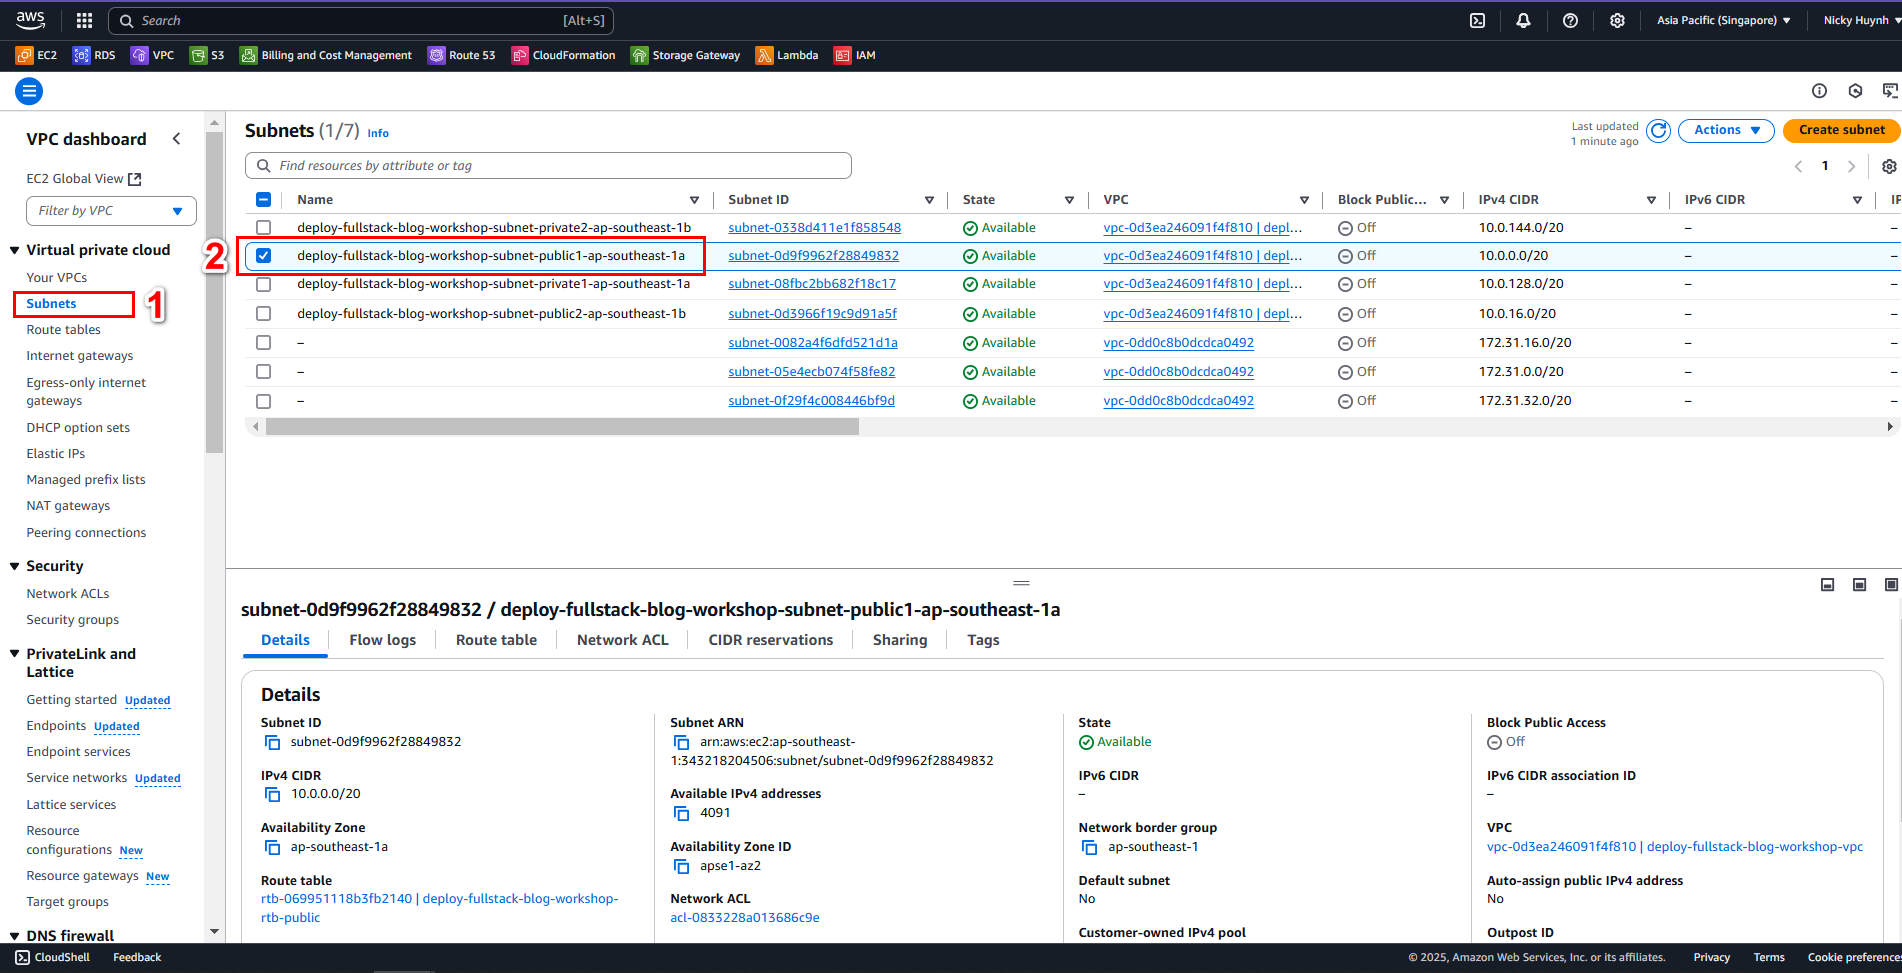 aws Search [Alt+S] Asia Pacific (Singapore) Nicky Huynh
EC2 RDS VPC S3 Billing and Cost Management Route 53 CloudFormation Storage Gateway Lambda IAM
VPC dashboard
EC2 Global View
Filter by VPC
Virtual private cloud
Your VPCs
Subnets
1
Route tables
Internet gateways
Egress-only internet
gateways
DHCP option sets
Elastic IPs
Managed prefix lists
NAT gateways
Peering connections
Security
Network ACLs
Security groups
PrivateLink and
Lattice
Getting started Updated
Endpoints Updated
Endpoint services
Service networks Updated
Lattice services
Resource
configurations New
Resource gateways New
Target groups
DNS firewall
Subnets (1/7) Info
Last updated
1 minute ago
Actions
Create subnet
Find resources by attribute or tag
1
Name Subnet ID State VPC Block Public... IPv4 CIDR IPv6 CIDR
deploy-fullstack-blog-workshop-subnet-private2-ap-southeast-1b subnet-0338d411e1f858548 Available vpc-0d3ea246091f4f810 | depl... Off 10.0.144.0/20 – –
2 deploy-fullstack-blog-workshop-subnet-public1-ap-southeast-1a subnet-0d9f9962f28849832 Available vpc-0d3ea246091f4f810 | depl... Off 10.0.0.0/20 – –
deploy-fullstack-blog-workshop-subnet-private1-ap-southeast-1a subnet-08fbc2bb682f18c17 Available vpc-0d3ea246091f4f810 | depl... Off 10.0.128.0/20 – –
deploy-fullstack-blog-workshop-subnet-public2-ap-southeast-1b subnet-0d3966f19c9d91a5f Available vpc-0d3ea246091f4f810 | depl... Off 10.0.16.0/20 – –
– subnet-0082a4f6dfd521d1a Available vpc-0dd0c8b0dcdca0492 Off 172.31.16.0/20 – –
– subnet-05e4ecb074f58fe82 Available vpc-0dd0c8b0dcdca0492 Off 172.31.0.0/20 – –
– subnet-0f29f4c008446bf9d Available vpc-0dd0c8b0dcdca0492 Off 172.31.32.0/20 – –
subnet-0d9f9962f28849832 / deploy-fullstack-blog-workshop-subnet-public1-ap-southeast-1a
Details Flow logs Route table Network ACL CIDR reservations Sharing Tags
Details
Subnet ID
subnet-0d9f9962f28849832
IPv4 CIDR
10.0.0.0/20
Availability Zone
ap-southeast-1a
Route table
rtb-069951118b3fb2140 | deploy-fullstack-blog-workshop-
rtb-public
Subnet ARN
arn:aws:ec2:ap-southeast-
1:343218204506:subnet/subnet-0d9f9962f28849832
Available IPv4 addresses
4091
Availability Zone ID
apse1-az2
Network ACL
acl-0833228a013686c9e
State
Available
IPv6 CIDR
–
Network border group
ap-southeast-1
Default subnet
No
Customer-owned IPv4 pool
Block Public Access
Off
IPv6 CIDR association ID
–
VPC
vpc-0d3ea246091f4f810 | deploy-fullstack-blog-workshop-vpc
Auto-assign public IPv4 address
No
Outpost ID
CloudShell Feedback © 2025, Amazon Web Services, Inc. or its affiliates. Privacy Terms Cookie preference